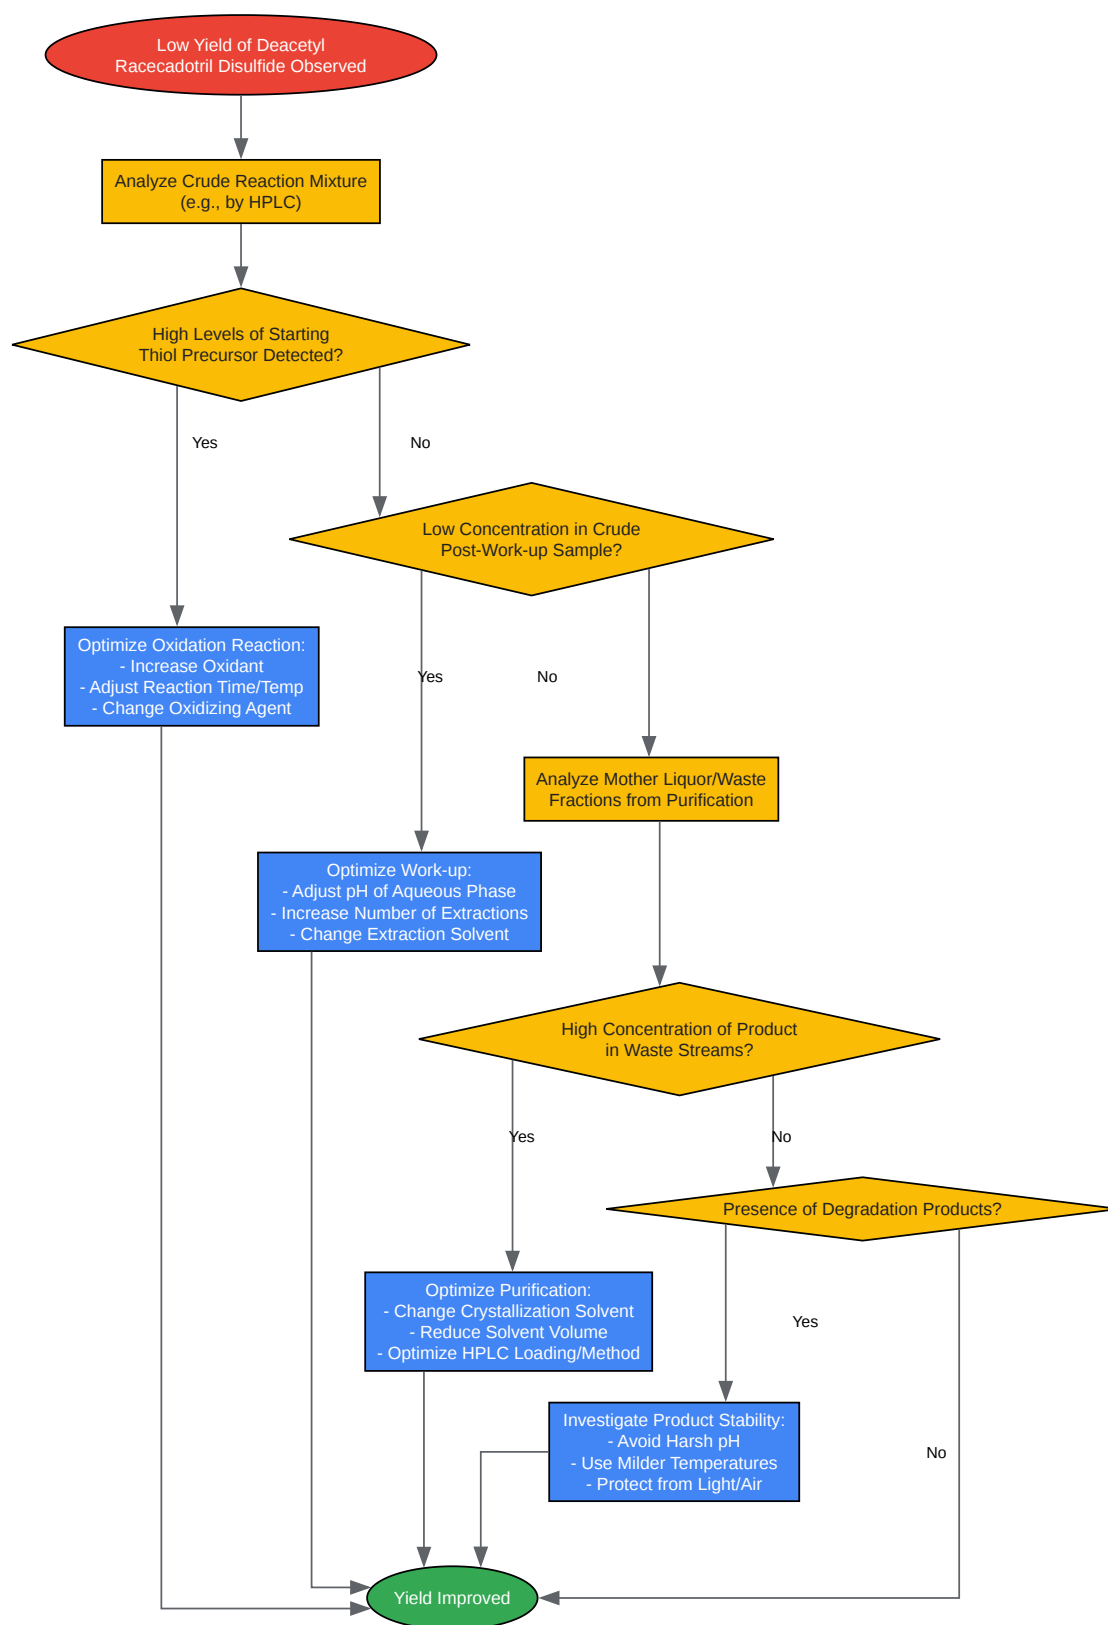 Low Yield of Deacetyl
Racecadotril Disulfide Observed
Analyze Crude Reaction Mixture
(e.g., by HPLC)
High Levels of Starting
Thiol Precursor Detected?
Yes
No
Low Concentration in Crude
Post-Work-up Sample?
Optimize Oxidation Reaction:
- Increase Oxidant
- Adjust Reaction Time/Temp
- Change Oxidizing Agent
Yes
No
Analyze Mother Liquor/Waste
Fractions from Purification
Optimize Work-up:
- Adjust pH of Aqueous Phase
- Increase Number of Extractions
- Change Extraction Solvent
High Concentration of Product
in Waste Streams?
Yes
No
Presence of Degradation Products?
Optimize Purification:
- Change Crystallization Solvent
- Reduce Solvent Volume
- Optimize HPLC Loading/Method
Yes
Investigate Product Stability:
- Avoid Harsh pH
- Use Milder Temperatures
- Protect from Light/Air
No
Yield Improved